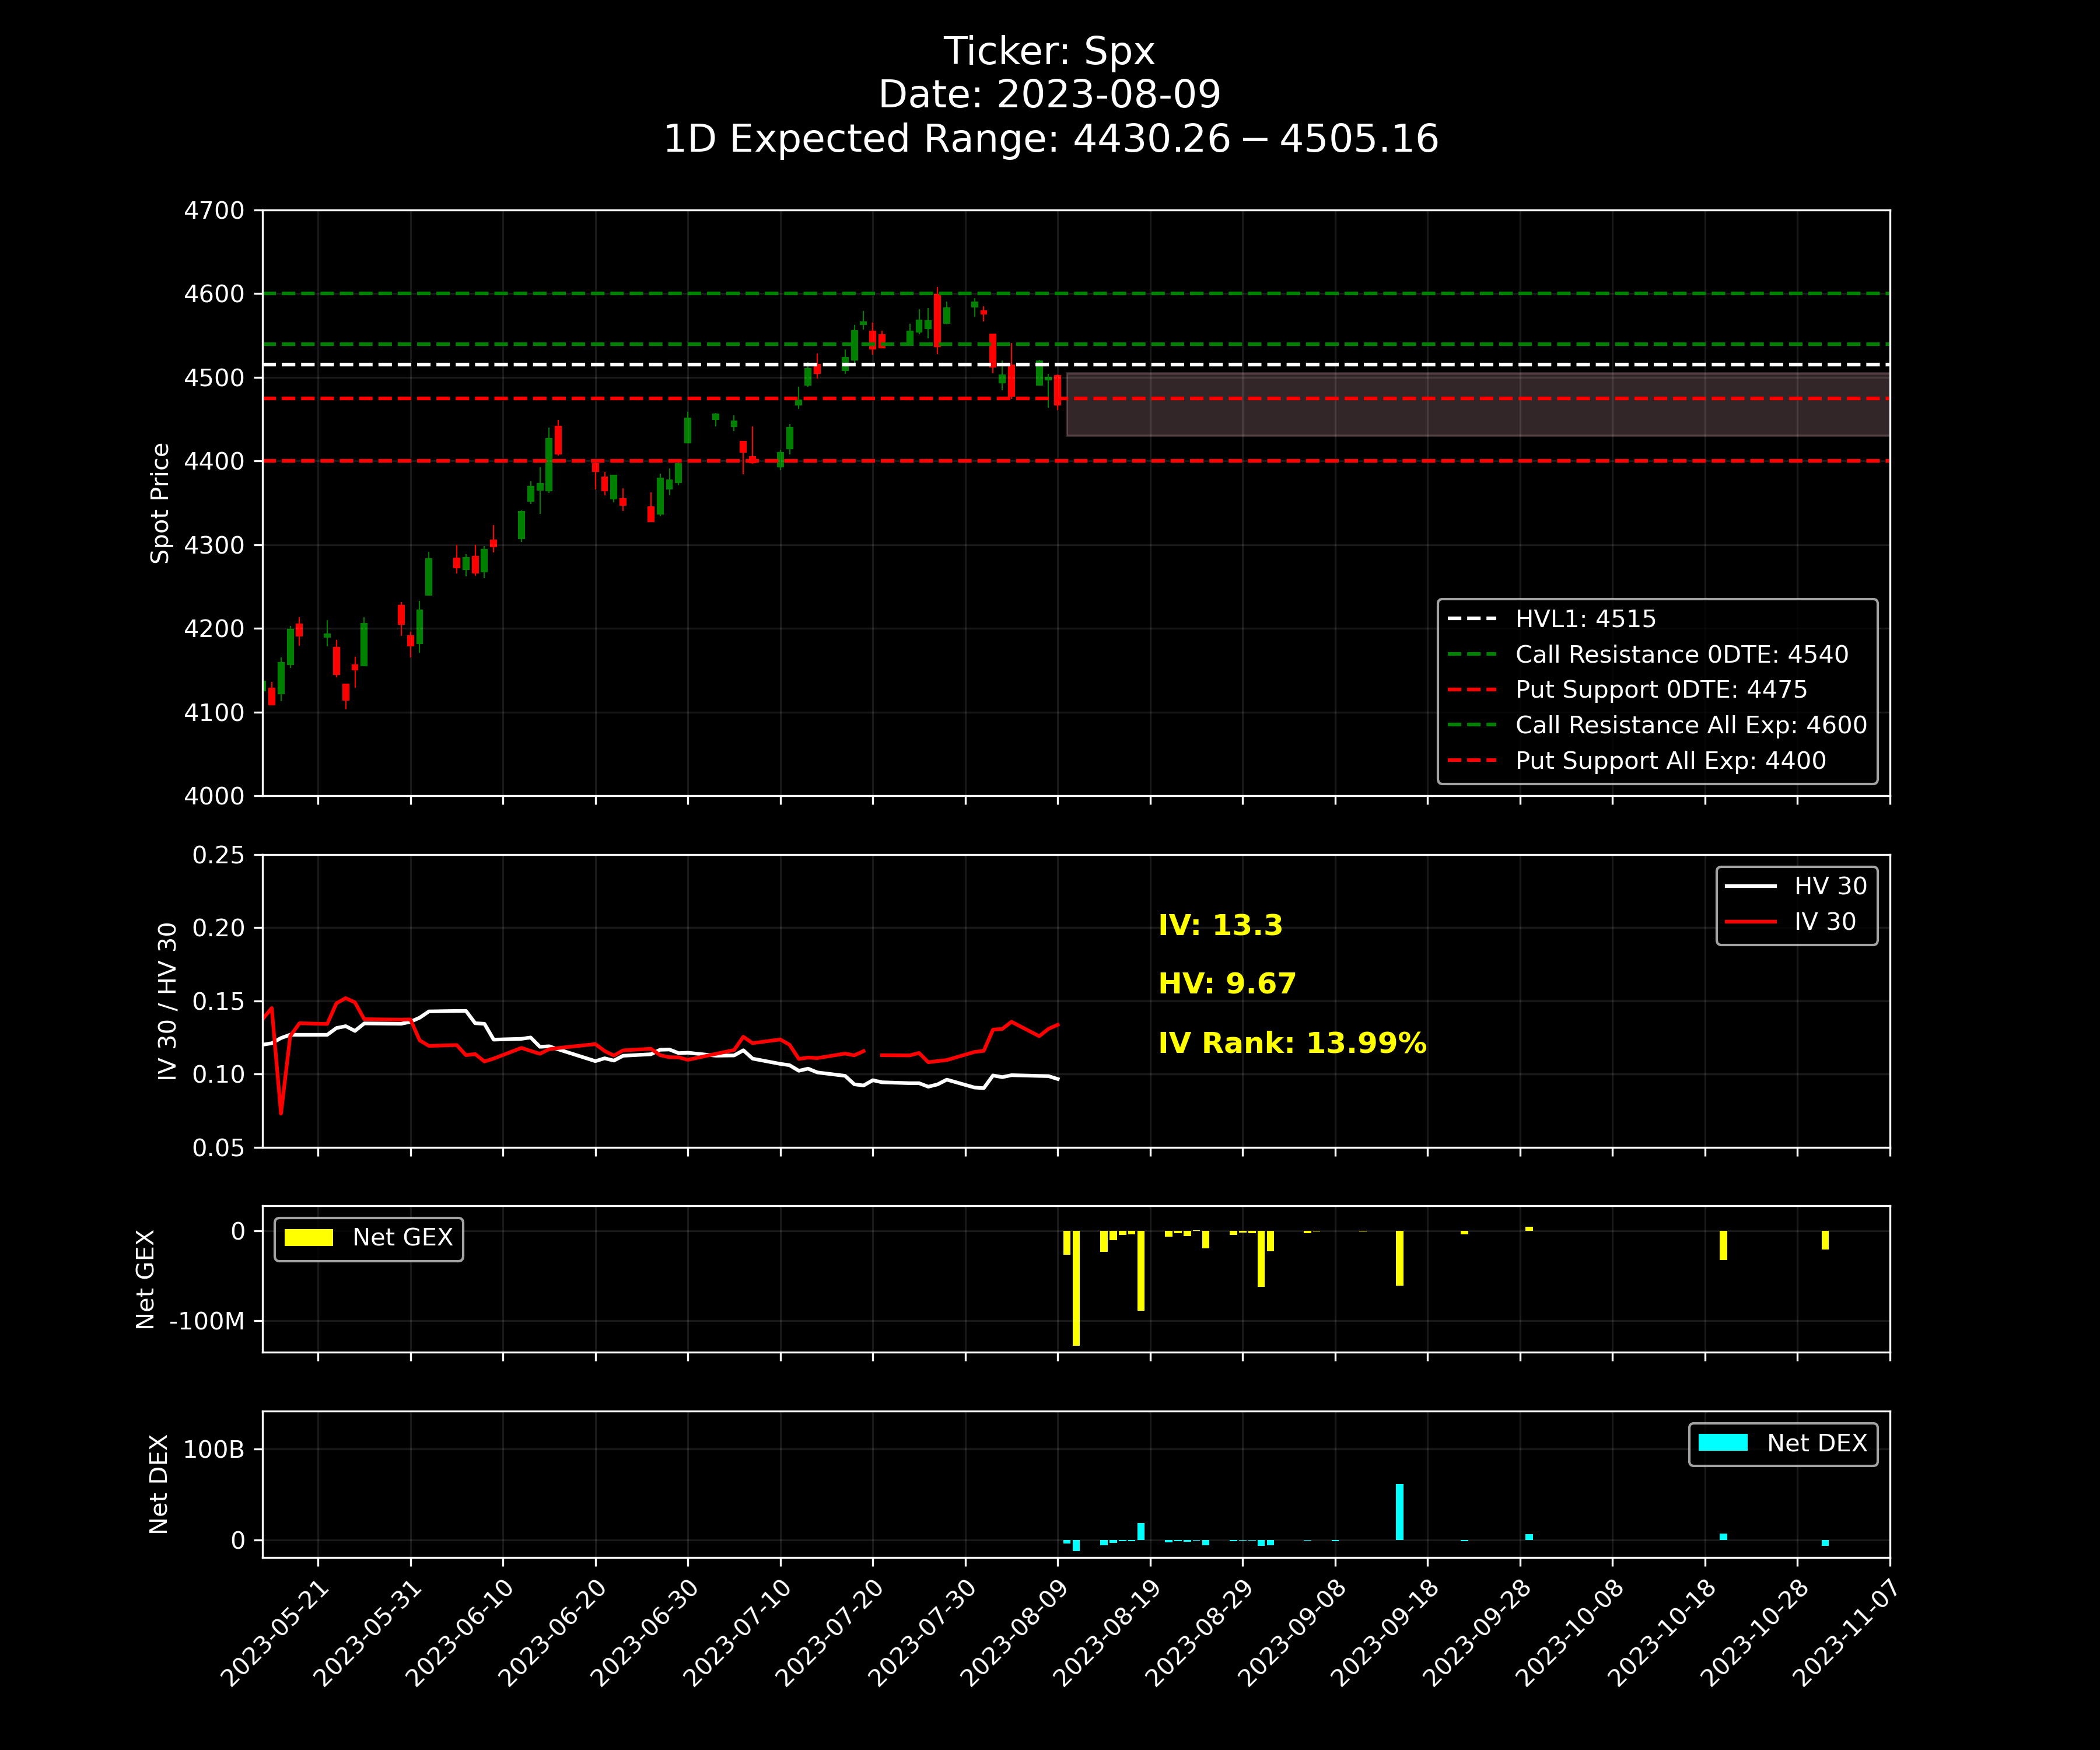 Ticker: Spx
Date: 2023-08-09
1D Expected Range: 4430.26 − 4505.16
Spot Price
4700
4600
4500
4400
4300
4200
4100
4000
HVL1: 4515
Call Resistance 0DTE: 4540
Put Support 0DTE: 4475
Call Resistance All Exp: 4600
Put Support All Exp: 4400
IV 30 / HV 30
0.25
0.20
0.15
0.10
0.05
IV: 13.3
HV: 9.67
IV Rank: 13.99%
HV 30
IV 30
Net GEX
0
-100M
Net GEX
Net DEX
100B
0
Net DEX
2023-05-21
2023-05-31
2023-06-10
2023-06-20
2023-06-30
2023-07-10
2023-07-20
2023-07-30
2023-08-09
2023-08-19
2023-08-29
2023-09-08
2023-09-18
2023-09-28
2023-10-08
2023-10-18
2023-10-28
2023-11-07